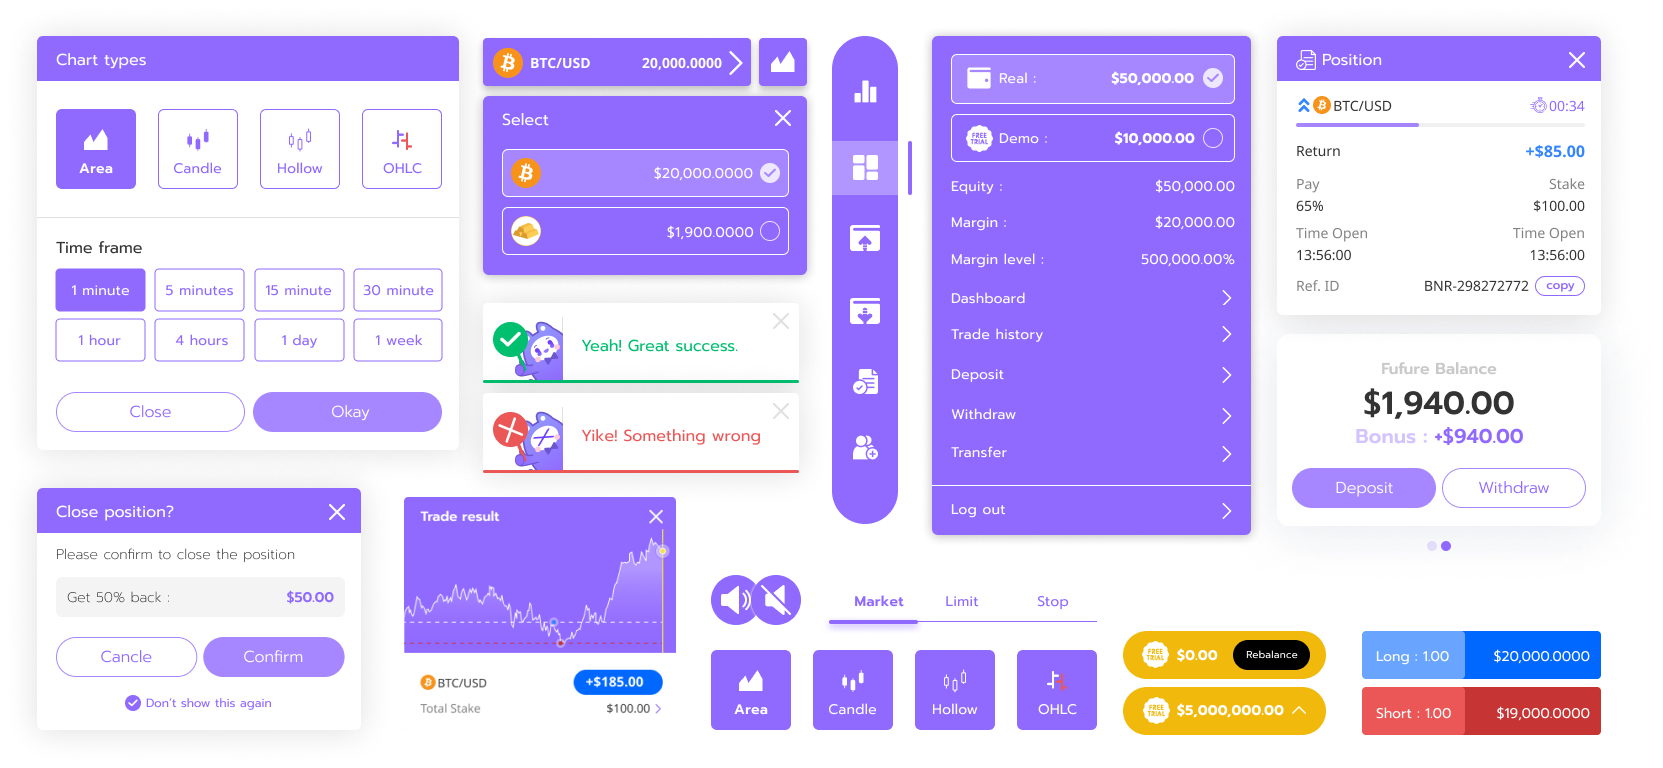 Chart types
Area
Candle
Hollow
OHLC
Time frame
1 minute
5 minutes
15 minute
30 minute
1 hour
4 hours
1 day
1 week
Close
Okay
Close position?
Please confirm to close the position
Get 50% back :
$50.00
Cancle
Confirm
Don't show this again
BTC/USD
20,000.0000
Select
$20,000.0000
$1,900.0000
Yeah! Great success.
Yike! Something wrong
Trade result
BTC/USD
+$185.00
Total Stake
$100.00
Real :
$50,000.00
FREE
TRIAL
Demo :
$10,000.00
Equity :
$50,000.00
Margin :
$20,000.00
Margin level :
500,000.00%
Dashboard
Trade history
Deposit
Withdraw
Transfer
Log out
Market
Limit
Stop
Area
Candle
Hollow
OHLC
Position
BTC/USD
00:34
Return
+$85.00
Pay
Stake
65%
$100.00
Time Open
Time Open
13:56:00
13:56:00
Ref. ID
BNR-298272772
copy
Fufure Balance
$1,940.00
Bonus : +$940.00
Deposit
Withdraw
FREE
TRIAL
$0.00
Rebalance
FREE
TRIAL
$5,000,000.00
Long : 1.00
$20,000.0000
Short : 1.00
$19,000.0000